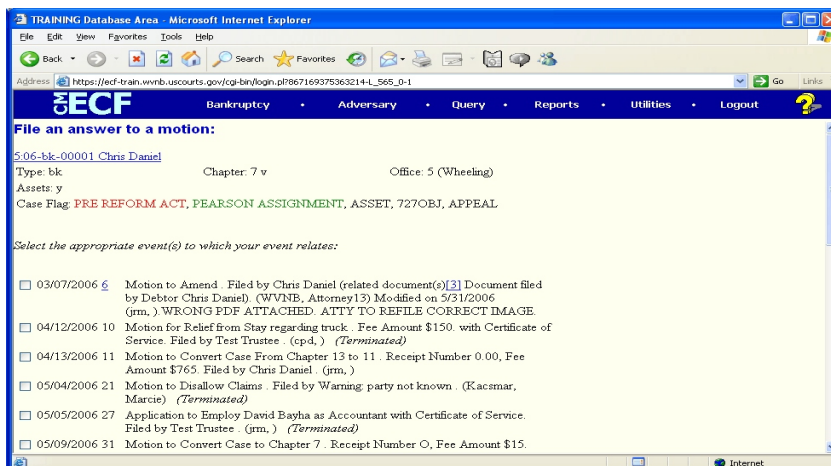 TRAINING Database Area - Microsoft Internet Explorer
File Edit View Favorites Tools Help
Back Search Favorites
Address https://ecf-train.wvnb.uscourts.gov/cgi-bin/login.pl?867169375363214-L_565_0-1 Go Links
CM ECF Bankruptcy • Adversary • Query • Reports • Utilities • Logout ?
File an answer to a motion:
5:06-bk-00001 Chris Daniel
Type: bk Chapter: 7 v Office: 5 (Wheeling)
Assets: y
Case Flag: PRE REFORM ACT, PEARSON ASSIGNMENT, ASSET, 727OBJ, APPEAL
Select the appropriate event(s) to which your event relates:
03/07/2006 6 Motion to Amend . Filed by Chris Daniel (related document(s)[3] Document filed
by Debtor Chris Daniel). (WVNB, Attorney13) Modified on 5/31/2006
(jrm, ).WRONG PDF ATTACHED. ATTY TO REFILE CORRECT IMAGE.
04/12/2006 10 Motion for Relief from Stay regarding truck . Fee Amount $150. with Certificate of
Service. Filed by Test Trustee . (cpd, ) (Terminated)
04/13/2006 11 Motion to Convert Case From Chapter 13 to 11 . Receipt Number 0.00, Fee
Amount $765. Filed by Chris Daniel . (jrm, )
05/04/2006 21 Motion to Disallow Claims . Filed by Warning: party not known . (Kacsmar,
Marcie) (Terminated)
05/05/2006 27 Application to Employ David Bayha as Accountant with Certificate of Service.
Filed by Test Trustee . (jrm, ) (Terminated)
05/09/2006 31 Motion to Convert Case to Chapter 7 . Receipt Number O, Fee Amount $15.
Internet